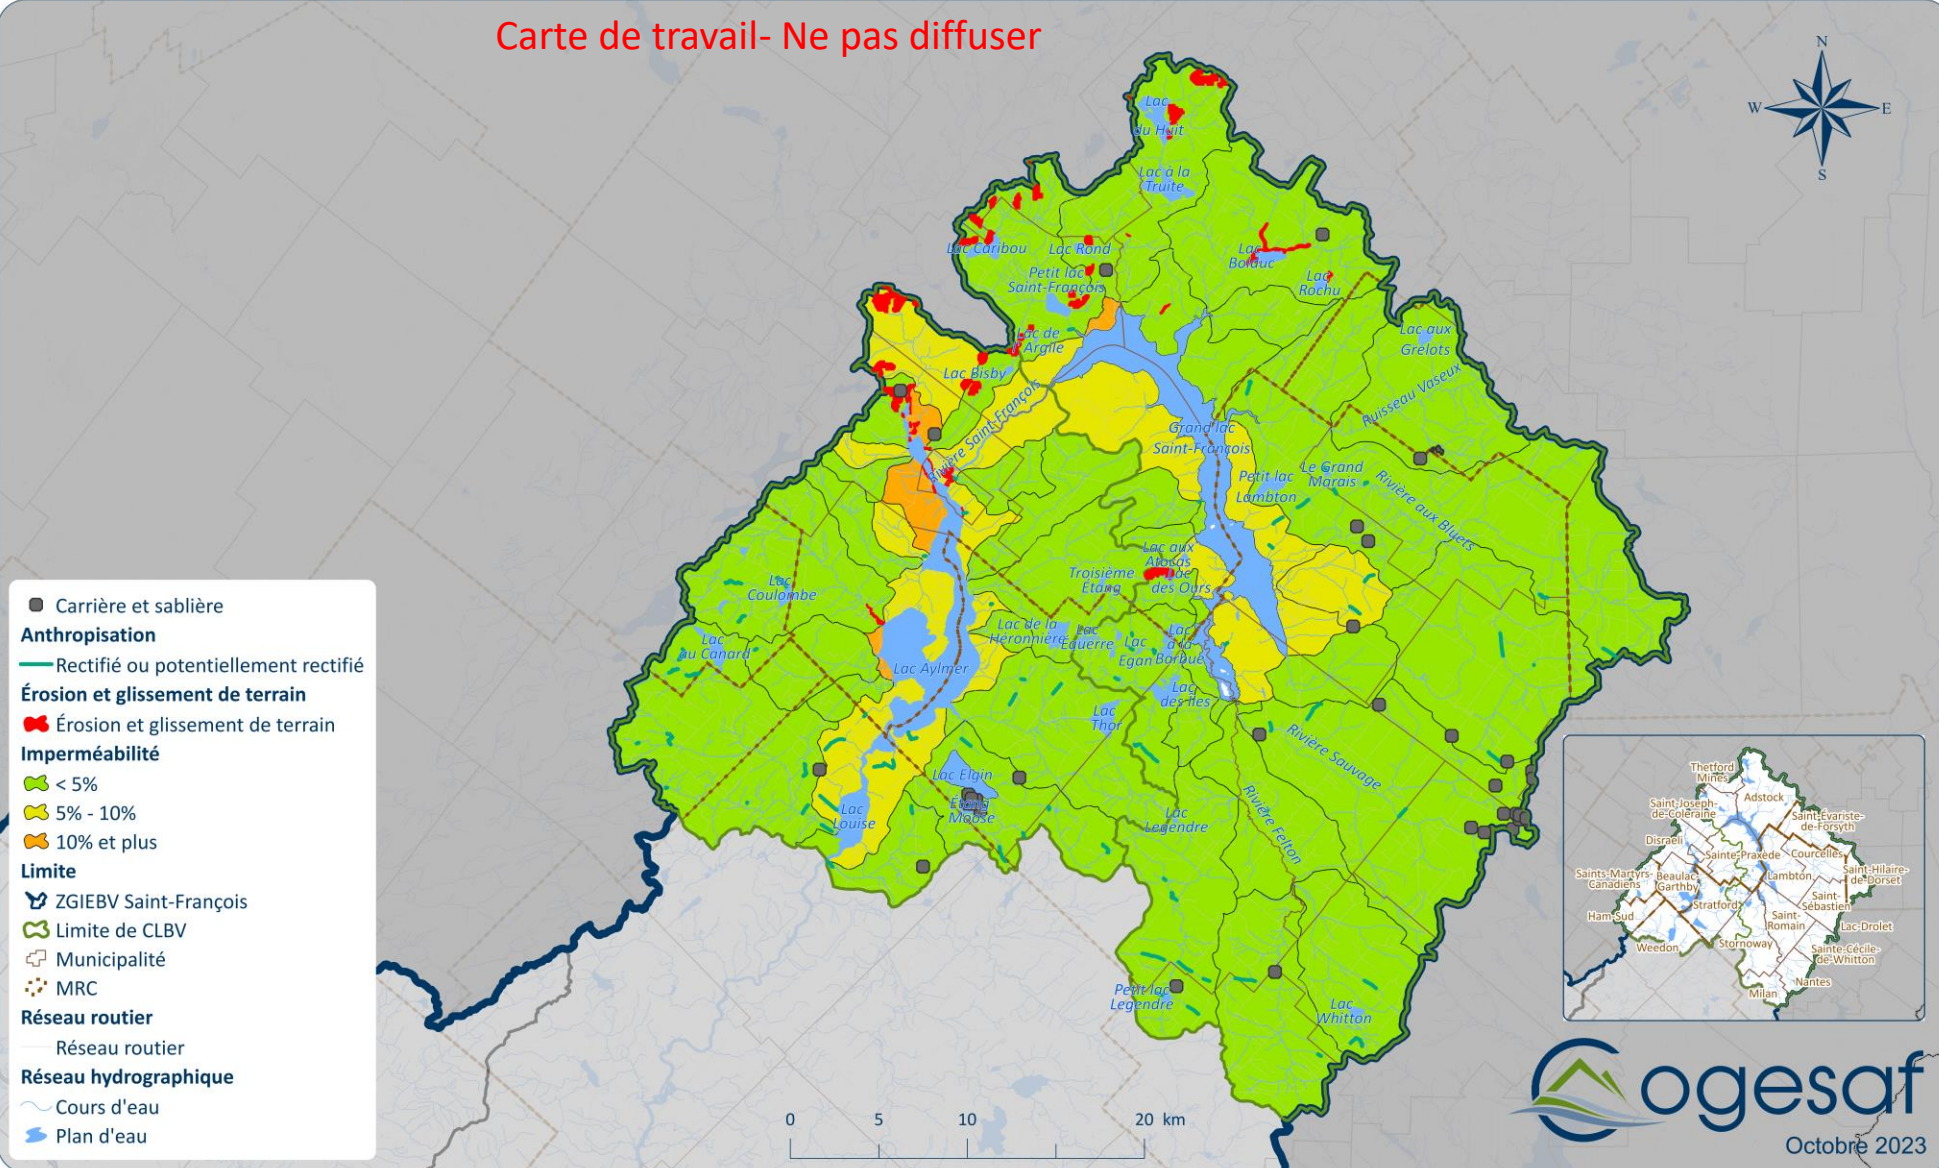 Carte de travail- Ne pas diffuser
N
W
E
S
Lac
du Huit
Lac à la
Truite
Lac Caribou
Lac Rond
Petit lac
Saint-François
Lac
Bolduc
Lac
Rochu
Lac de
Argile
Lac aux
Grelots
Lac Bisby
Ruisseau Vaseux
Rivière Saint-François
Grand lac
Saint-François
Petit lac
Lambton
Le Grand
Marais
Rivière aux Bluets
Lac aux
Atocas
Lac
des Ours
Troisième
Étang
Lac
Coulombe
Lac
au Canard
Lac de la
Héronnière
Lac
Équerre
Lac
Egan
Lac
à la
Barbue
Lac Aylmer
Lac
des Îles
Lac
Thor
Rivière Sauvage
Lac Elgin
Étang
Moose
Lac
Louise
Lac
Legendre
Rivière Felton
Petit lac
Legendre
Lac
Whitton
Carrière et sablière
Anthropisation
Rectifié ou potentiellement rectifié
Érosion et glissement de terrain
Érosion et glissement de terrain
Imperméabilité
< 5%
5% - 10%
10% et plus
Limite
ZGIEBV Saint-François
Limite de CLBV
Municipalité
MRC
Réseau routier
Réseau routier
Réseau hydrographique
Cours d'eau
Plan d'eau
0 5 10 20 km
Thetford
Mines
Adstock
Saint-Joseph-
de-Coleraine
Saint-Évariste-
de-Forsyth
Disraeli
Sainte-Praxède
Courcelles
Saints-Martyrs-
Canadiens
Beaulac-
Garthby
Lambton
Saint-Hilaire-
de-Dorset
Stratford
Saint-
Sébastien
Ham-Sud
Saint-
Romain
Lac-Drolet
Weedon
Stornoway
Sainte-Cécile-
de-Whitton
Milan
Nantes
Cogesaf
Octobre 2023